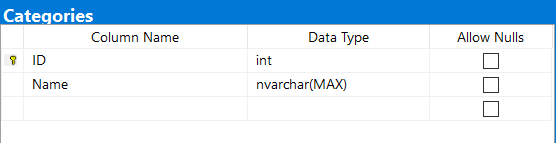 Categories
Column Name Data Type Allow Nulls
ID int
Name nvarchar(MAX)